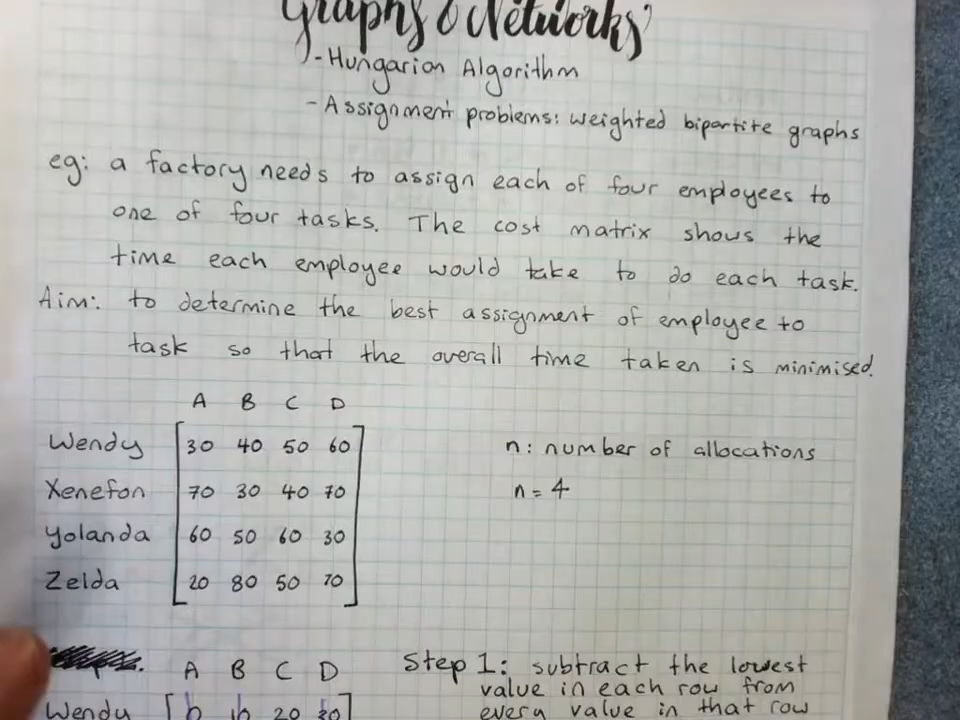 Graphs & Networks
- Hungarian Algorithm
- Assignment problems: weighted bipartite graphs
eg: a factory needs to assign each of four employees to
one of four tasks. The cost matrix shows the
time each employee would take to do each task.
Aim: to determine the best assignment of employee to
task so that the overall time taken is minimised.
A B C D
Wendy 30 40 50 60 n: number of allocations
Xenefon 70 30 40 70 n = 4
Yolanda 60 50 60 30
Zelda 20 80 50 70
A B C D Step 1: subtract the lowest
value in each row from
Wendy 20 every value in that row